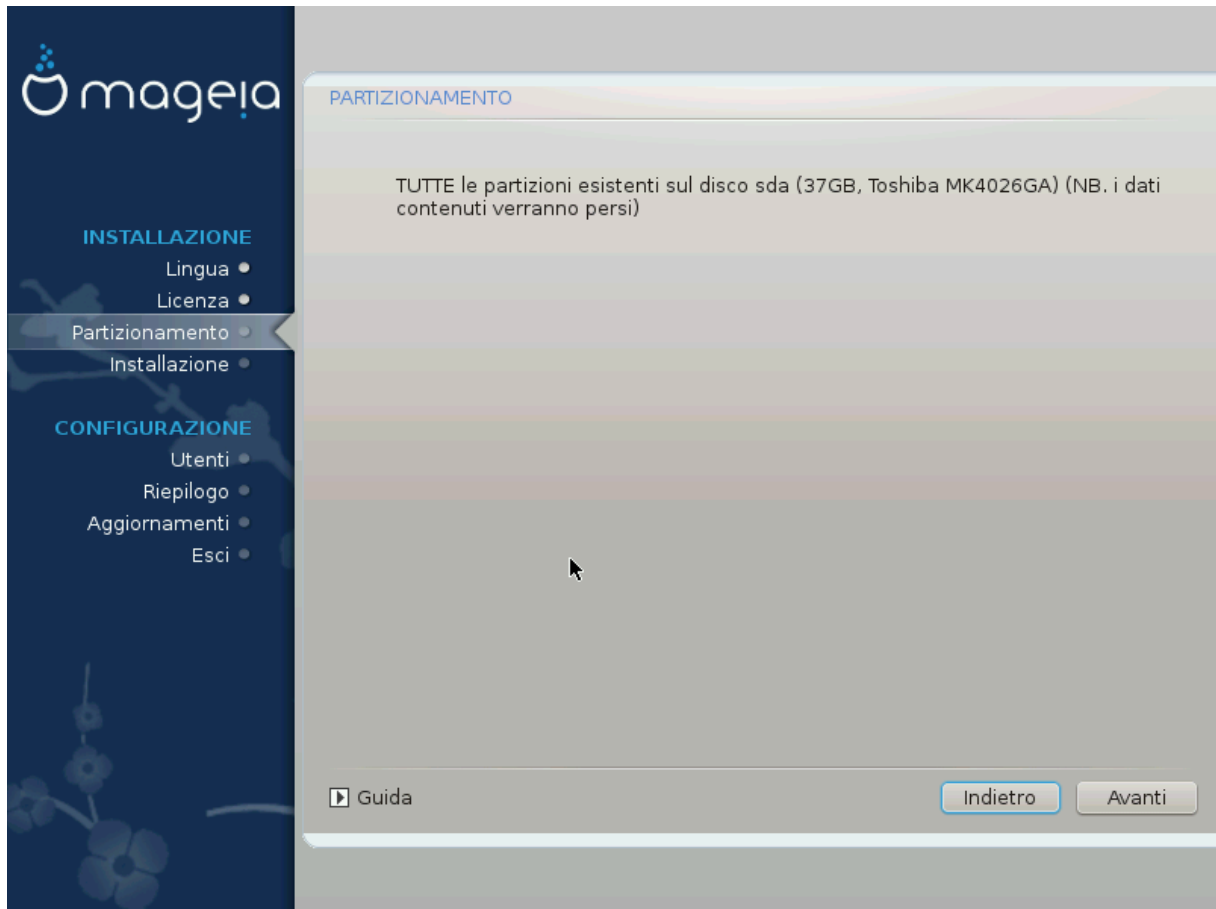 mageia
INSTALLAZIONE
Lingua
Licenza
Partizionamento
Installazione
CONFIGURAZIONE
Utenti
Riepilogo
Aggiornamenti
Esci
PARTIZIONAMENTO
TUTTE le partizioni esistenti sul disco sda (37GB, Toshiba MK4026GA) (NB. i dati
contenuti verranno persi)
Guida
Indietro
Avanti